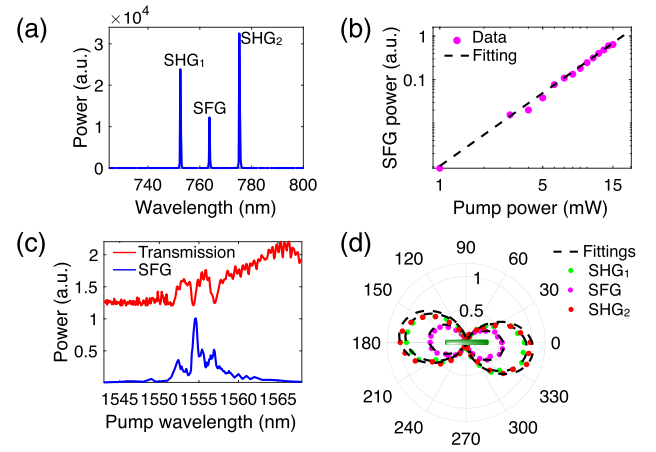 (a)
×10⁴
Power (a.u.)
3
2
1
0
SHG₁
SFG
SHG₂
740 760 780 800
Wavelength (nm)
(b)
SFG power (a.u.)
1
0.1
Data
Fitting
1 5 15
Pump power (mW)
(c)
Power (a.u.)
2
1.5
1
0.5
Transmission
SFG
1545 1550 1555 1560 1565
Pump wavelength (nm)
(d)
90
120 60
150 30
180 0
210 330
240 300
270
1
0.5
Fittings
SHG₁
SFG
SHG₂